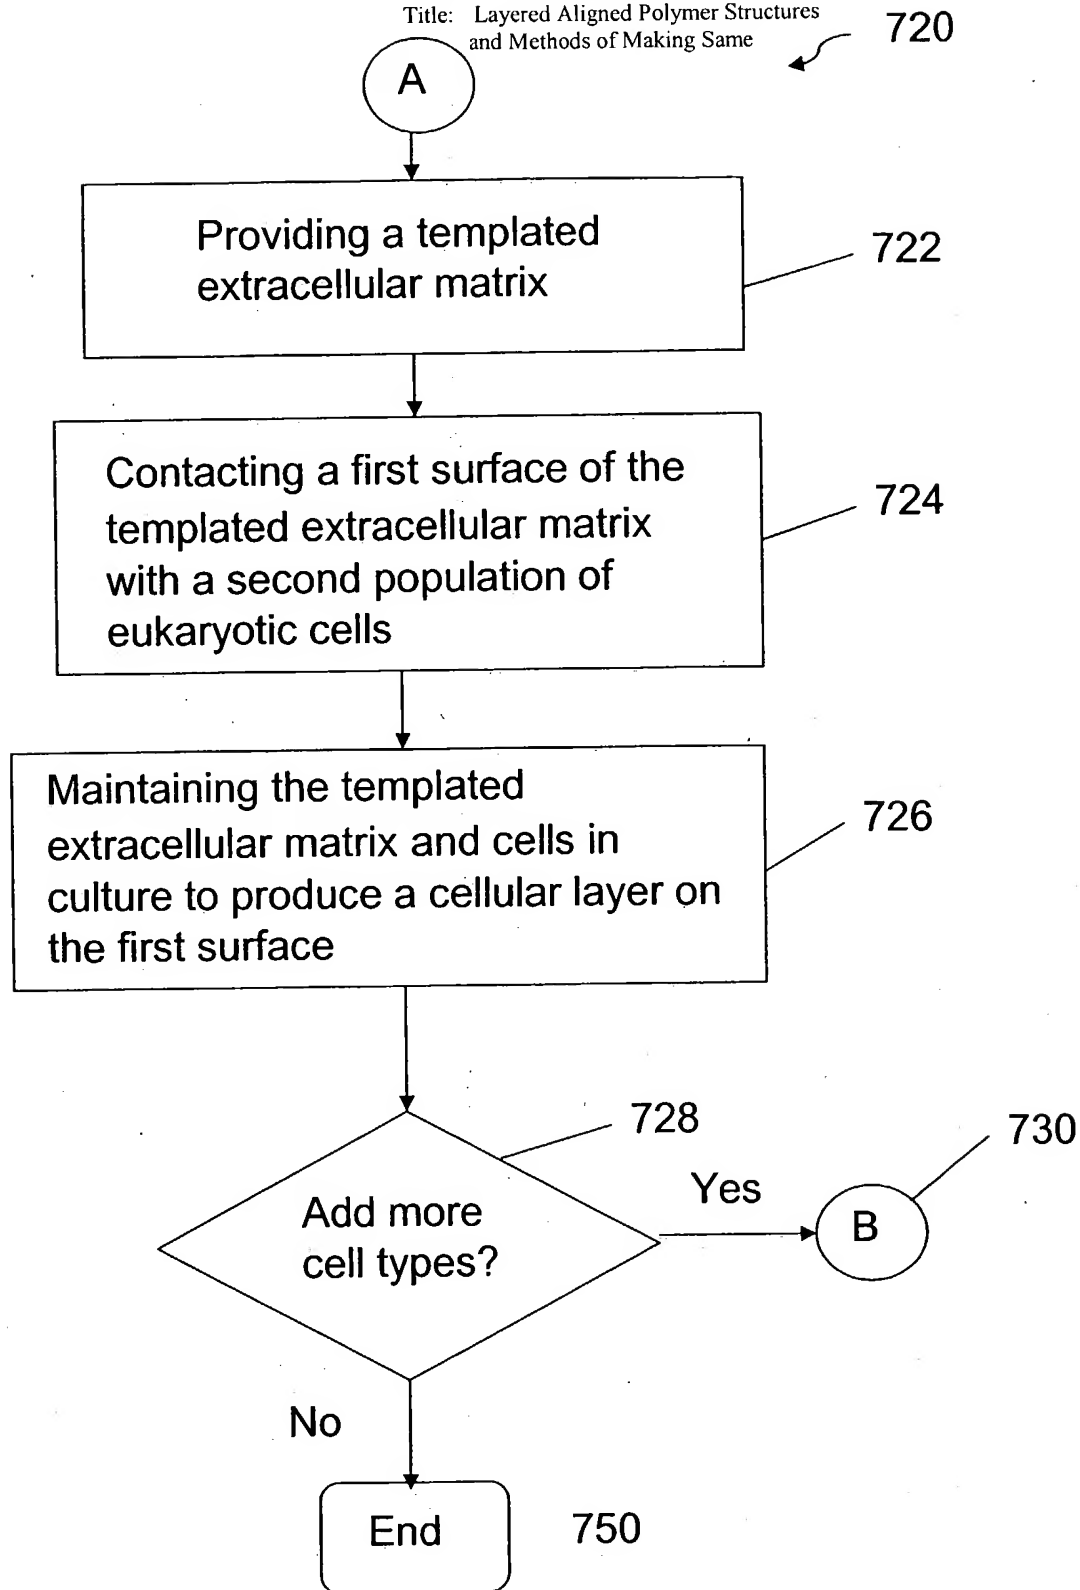 Title: Layered Aligned Polymer Structures
and Methods of Making Same
720
A
Providing a templated
extracellular matrix
722
Contacting a first surface of the
templated extracellular matrix
with a second population of
eukaryotic cells
724
Maintaining the templated
extracellular matrix and cells in
culture to produce a cellular layer on
the first surface
726
728
730
Add more
cell types?
Yes
B
No
End
750